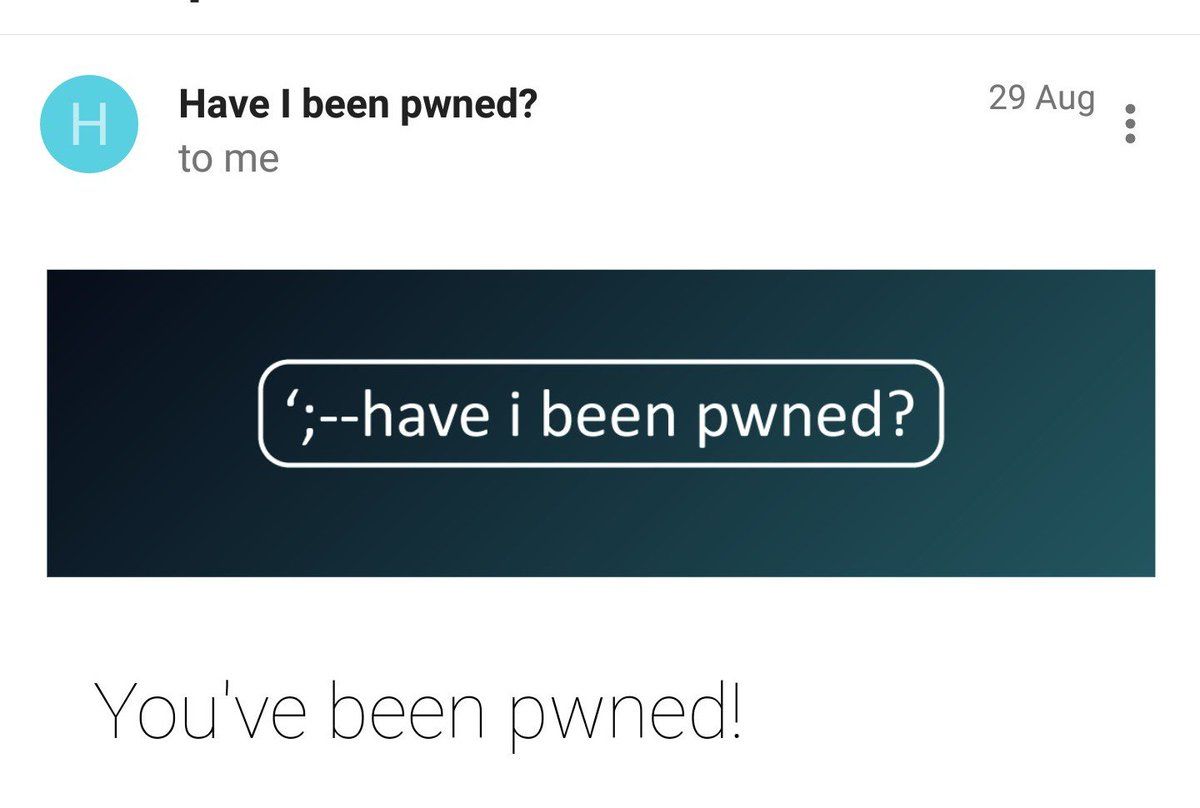 H
Have I been pwned?
29 Aug
to me
‘;--have i been pwned?
You've been pwned!